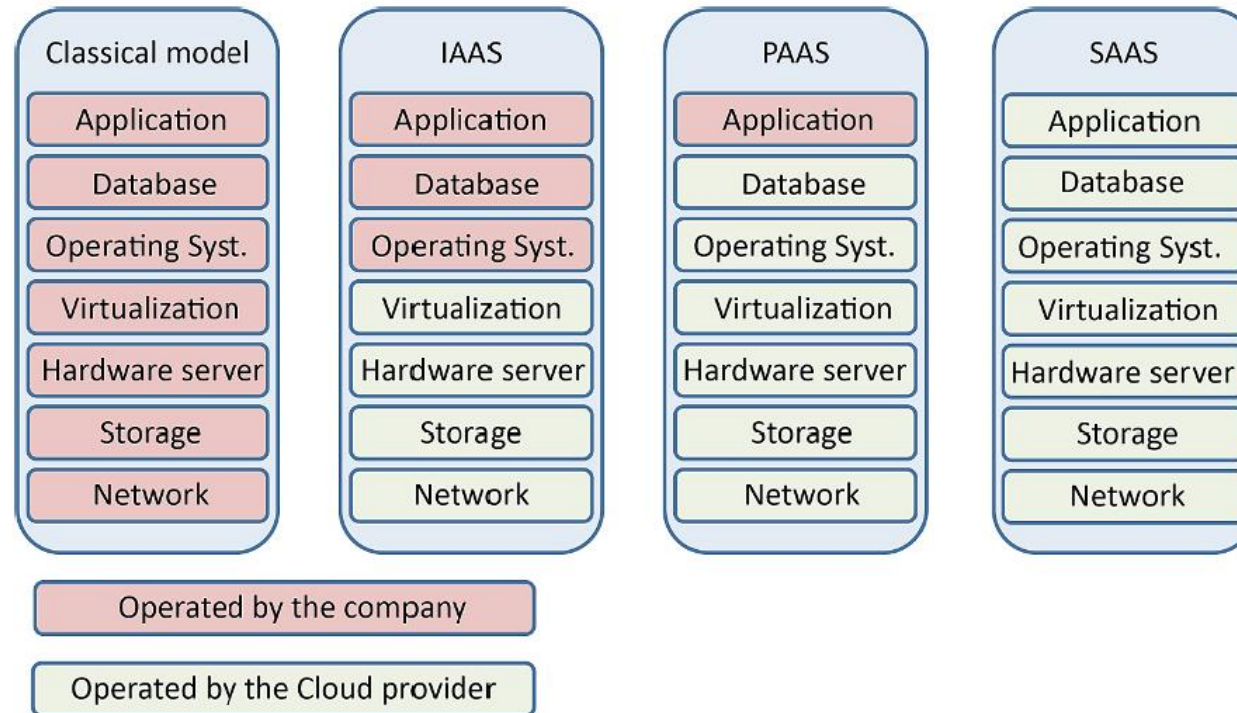 Classical model
Application
Database
Operating Syst.
Virtualization
Hardware server
Storage
Network
IAAS
Application
Database
Operating Syst.
Virtualization
Hardware server
Storage
Network
PAAS
Application
Database
Operating Syst.
Virtualization
Hardware server
Storage
Network
SAAS
Application
Database
Operating Syst.
Virtualization
Hardware server
Storage
Network
Operated by the company
Operated by the Cloud provider